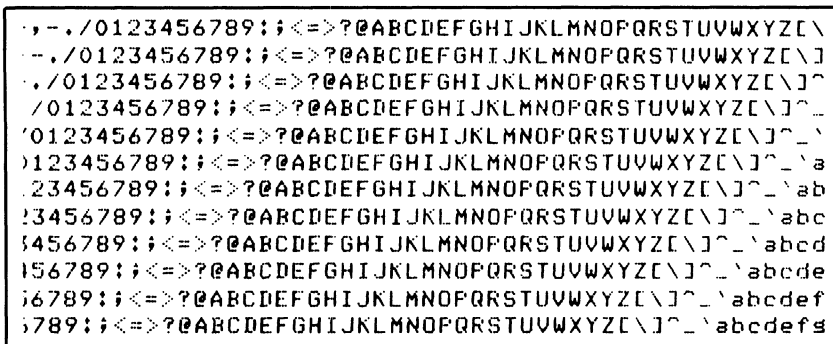 ,-./0123456789:;<=>?@ABCDEFGHIJKLMNOPQRSTUVWXYZ[\
-./0123456789:;<=>?@ABCDEFGHIJKLMNOPQRSTUVWXYZ[\]
./0123456789:;<=>?@ABCDEFGHIJKLMNOPQRSTUVWXYZ[\]^
/0123456789:;<=>?@ABCDEFGHIJKLMNOPQRSTUVWXYZ[\]^_
/0123456789:;<=>?@ABCDEFGHIJKLMNOPQRSTUVWXYZ[\]^_`
123456789:;<=>?@ABCDEFGHIJKLMNOPQRSTUVWXYZ[\]^_`a
23456789:;<=>?@ABCDEFGHIJKLMNOPQRSTUVWXYZ[\]^_`ab
3456789:;<=>?@ABCDEFGHIJKLMNOPQRSTUVWXYZ[\]^_`abc
456789:;<=>?@ABCDEFGHIJKLMNOPQRSTUVWXYZ[\]^_`abcd
56789:;<=>?@ABCDEFGHIJKLMNOPQRSTUVWXYZ[\]^_`abcde
6789:;<=>?@ABCDEFGHIJKLMNOPQRSTUVWXYZ[\]^_`abcdef
789:;<=>?@ABCDEFGHIJKLMNOPQRSTUVWXYZ[\]^_`abcdefg